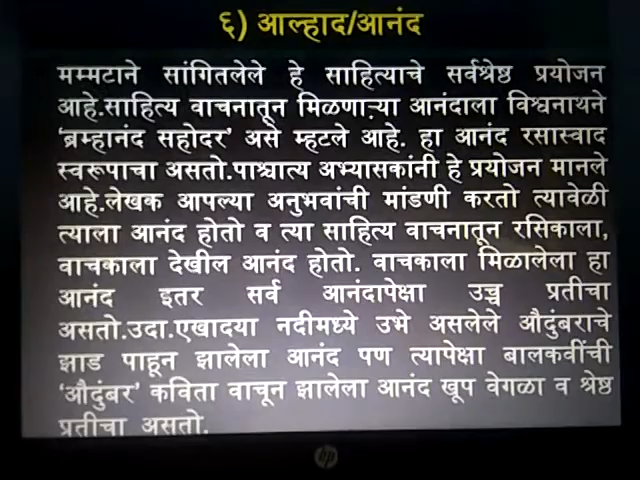 ६) आल्हाद/आनंद
मम्मटाने सांगितलेले हे साहित्याचे सर्वश्रेष्ठ प्रयोजन
आहे.साहित्य वाचनातून मिळणाऱ्या आनंदाला विश्वनाथने
‘ब्रम्हानंद सहोदर’ असे म्हटले आहे. हा आनंद रसास्वाद
स्वरूपाचा असतो.पाश्चात्य अभ्यासकांनी हे प्रयोजन मानले
आहे.लेखक आपल्या अनुभवांची मांडणी करतो त्यावेळी
त्याला आनंद होतो व त्या साहित्य वाचनातून रसिकाला,
वाचकाला देखील आनंद होतो. वाचकाला मिळालेला हा
आनंद इतर सर्व आनंदापेक्षा उच्च प्रतीचा
असतो.उदा.एखादया नदीमध्ये उभे असलेले औदुंबराचे
झाड पाहून झालेला आनंद पण त्यापेक्षा बालकवींची
‘औदुंबर’ कविता वाचून झालेला आनंद खूप वेगळा व श्रेष्ठ
प्रतीचा असतो.
hp